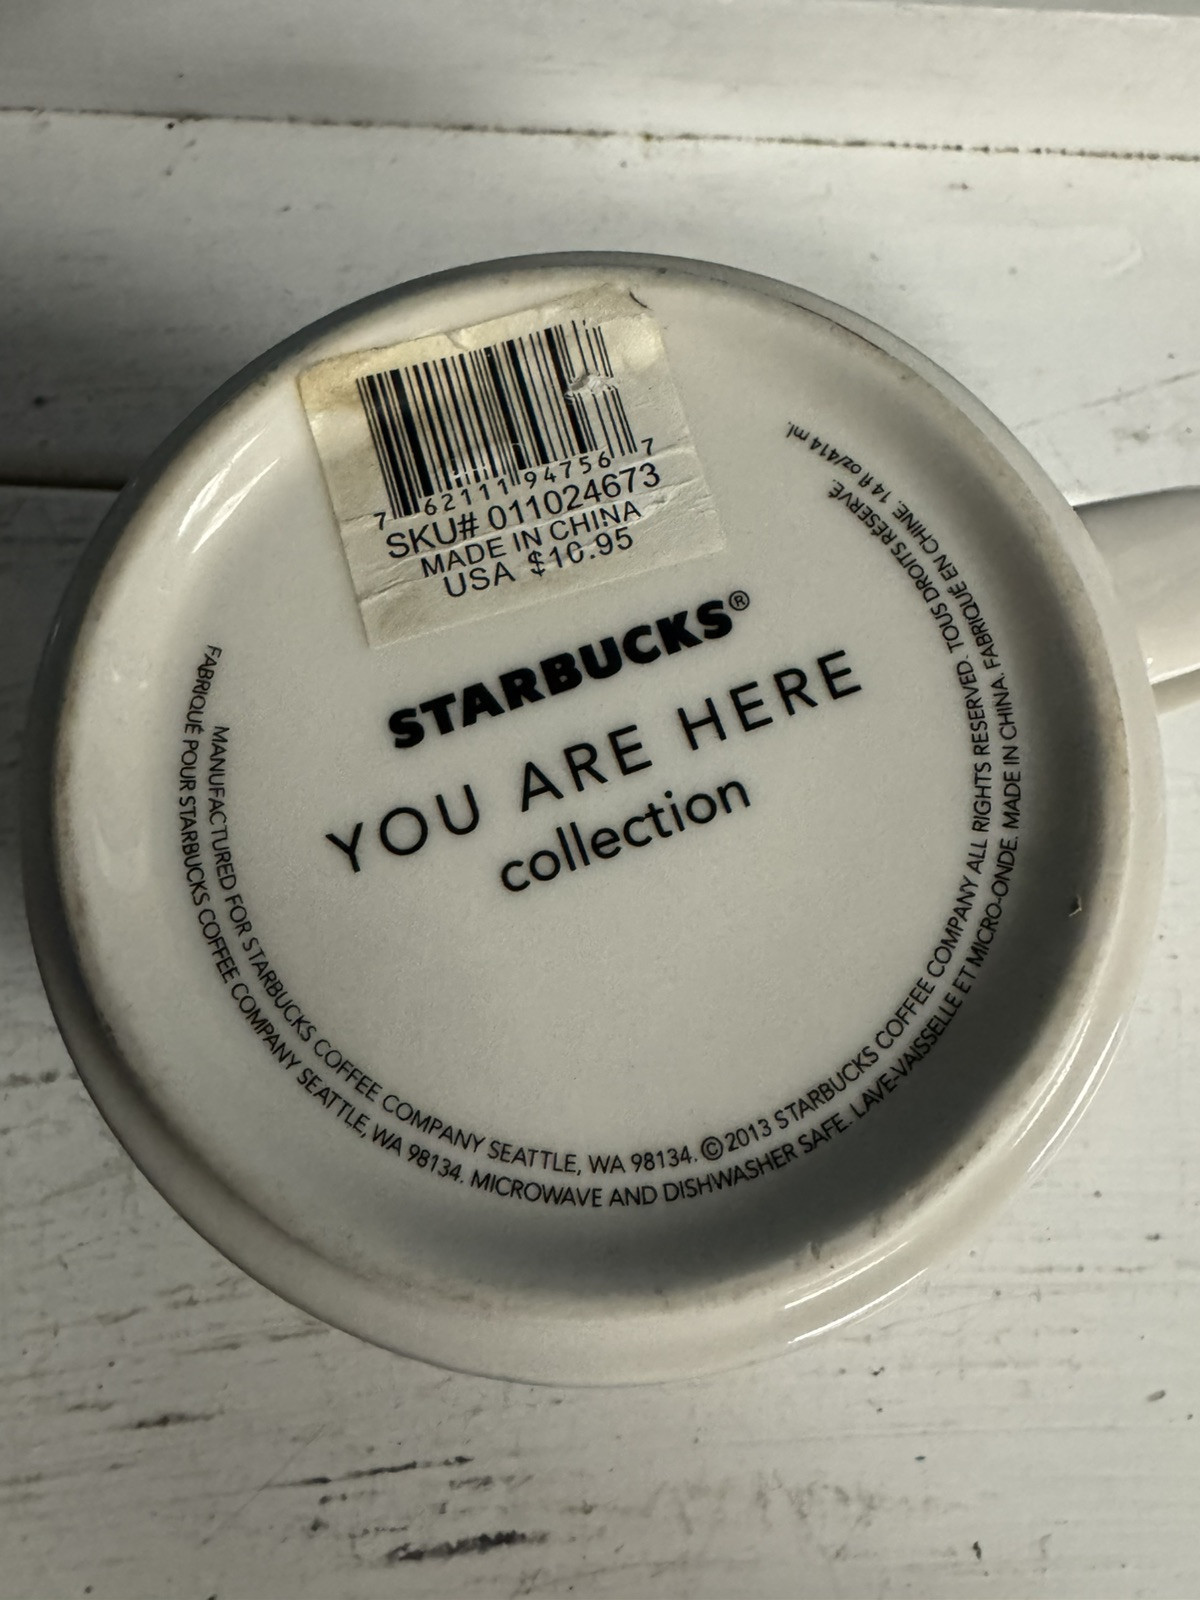 7 62111 94756 7
SKU# 011024673
MADE IN CHINA
USA $10.95
STARBUCKS®
YOU ARE HERE
collection
MANUFACTURED FOR STARBUCKS COFFEE COMPANY SEATTLE, WA 98134. ©2013 STARBUCKS COFFEE COMPANY ALL RIGHTS RESERVED. TOUS DROITS RÉSERVÉ.
FABRIQUÉ POUR STARBUCKS COFFEE COMPANY SEATTLE, WA 98134. MICROWAVE AND DISHWASHER SAFE. LAVE-VAISSELLE ET MICRO-ONDE. MADE IN CHINA. FABRIQUÉ EN CHINE. 14 fl oz/414 ml.